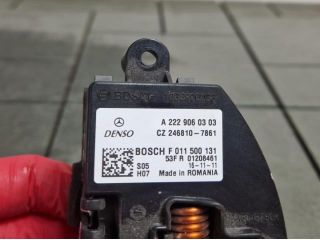 A 222 906 03 03
DENSO CZ 246810-7861
BOSCH F 011 500 131
53F R 01208461
S05 16-11-11
H07 Made in ROMANIA